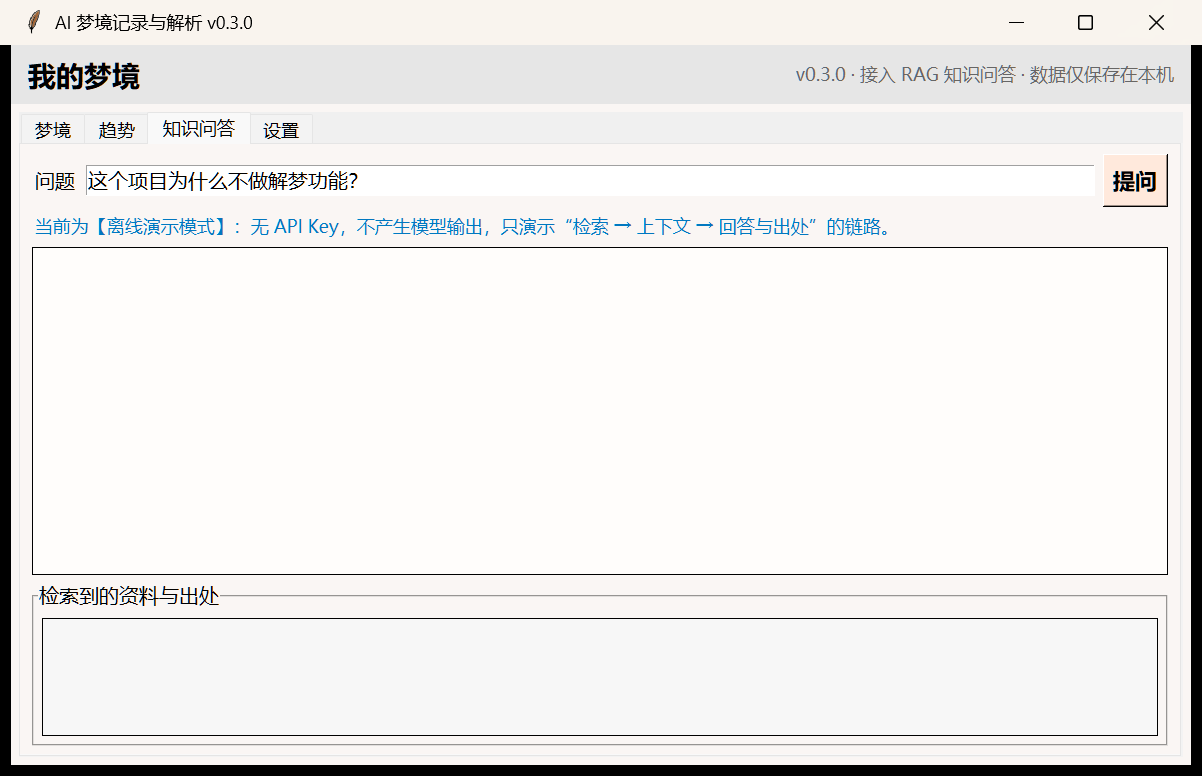 AI 梦境记录与解析 v0.3.0
我的梦境
v0.3.0 · 接入 RAG 知识问答 · 数据仅保存在本机
梦境 趋势 知识问答 设置
问题 这个项目为什么不做解梦功能？ 提问
当前为【离线演示模式】：无 API Key，不产生模型输出，只演示“检索 → 上下文 → 回答与出处”的链路。
检索到的资料与出处